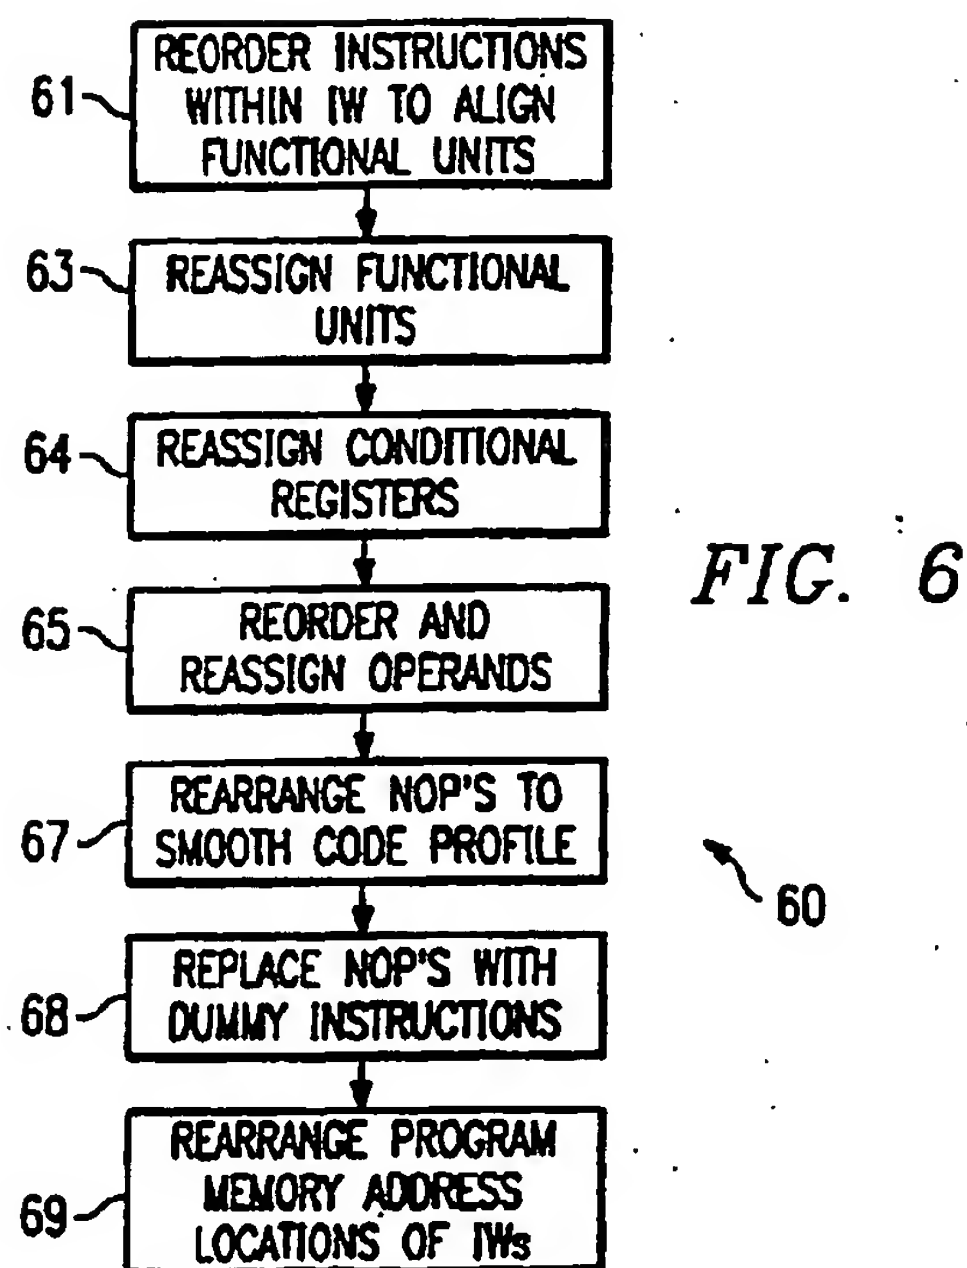 REORDER INSTRUCTIONS
61
WITHIN IW TO ALIGN
FUNCTIONAL UNITS
63
REASSIGN FUNCTIONAL
UNITS
64
REASSIGN CONDITIONAL
REGISTERS
FIG. 6
65
REORDER AND
REASSIGN OPERANDS
67
REARRANGE NOP'S TO
SMOOTH CODE PROFILE
60
68
REPLACE NOP'S WITH
DUMMY INSTRUCTIONS
69
REARRANGE PROGRAM
MEMORY ADDRESS
LOCATIONS OF IWs